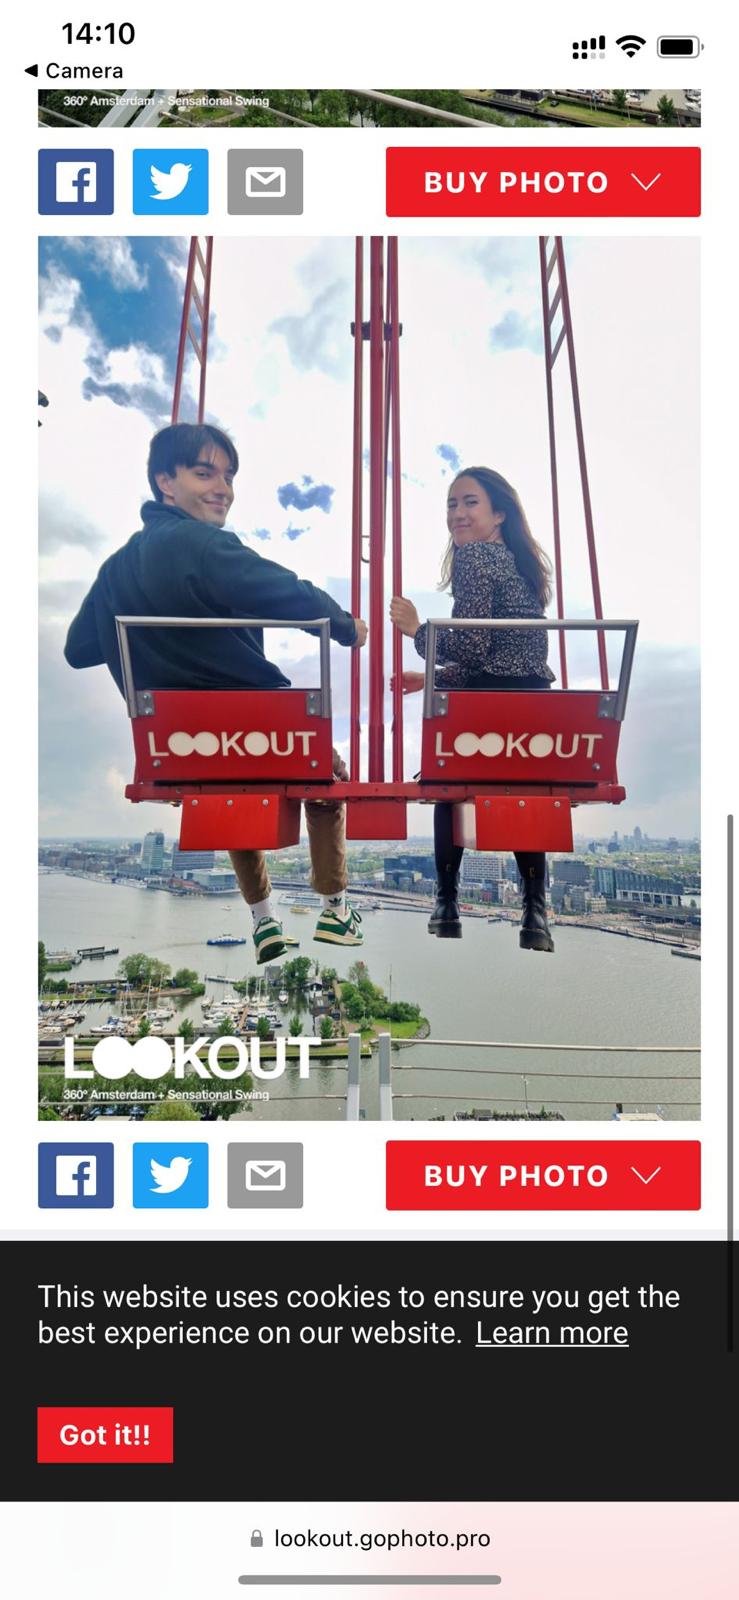 14:10
Camera
360° Amsterdam + Sensational Swing
BUY PHOTO
LOOKOUT LOOKOUT
LOOKOUT
360° Amsterdam + Sensational Swing
BUY PHOTO
This website uses cookies to ensure you get the
best experience on our website. Learn more
Got it!!
lookout.gophoto.pro